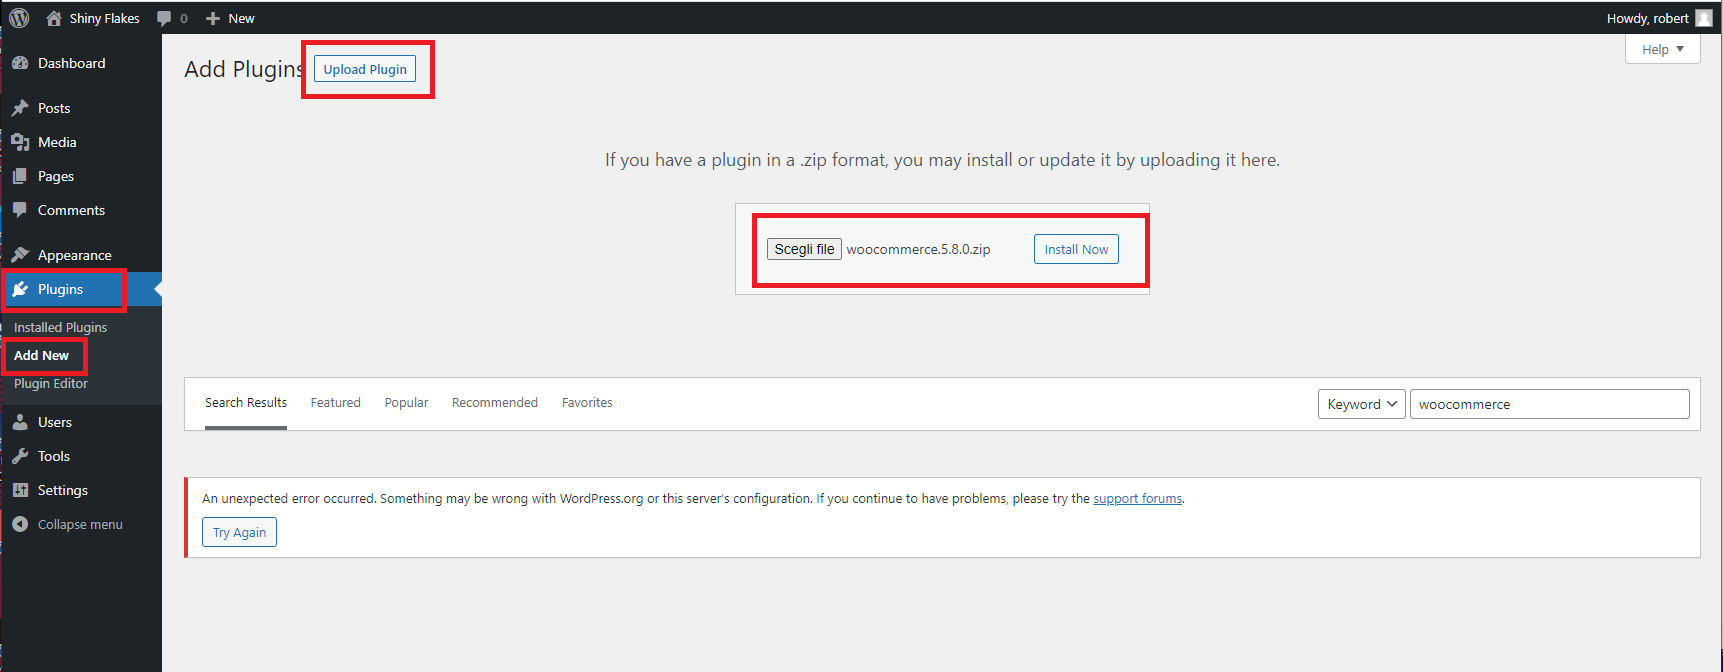 Shiny Flakes 0 New Howdy, robert
Help
Dashboard
Posts
Media
Pages
Comments
Appearance
Plugins
Installed Plugins
Add New
Plugin Editor
Users
Tools
Settings
Collapse menu
Add Plugins Upload Plugin
If you have a plugin in a .zip format, you may install or update it by uploading it here.
Scegli file woocommerce.5.8.0.zip Install Now
Search Results Featured Popular Recommended Favorites Keyword woocommerce
An unexpected error occurred. Something may be wrong with WordPress.org or this server's configuration. If you continue to have problems, please try the support forums.
Try Again